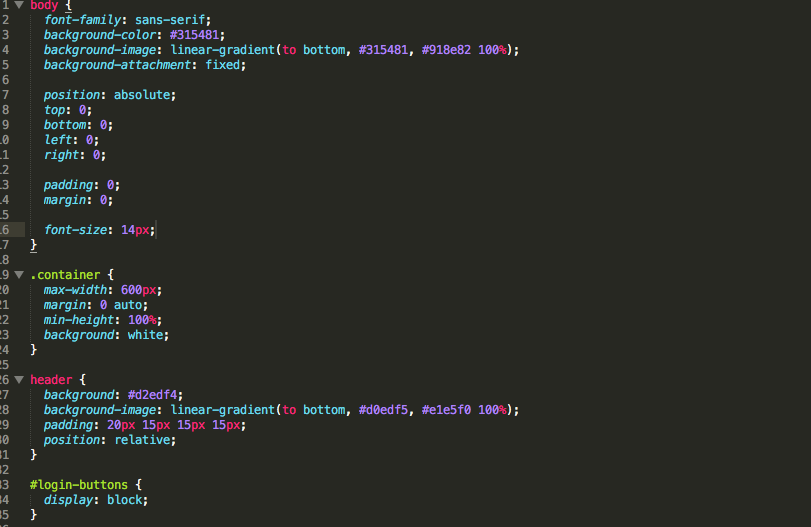 1 body {
2 font-family: sans-serif;
3 background-color: #315481;
4 background-image: linear-gradient(to bottom, #315481, #918e82 100%);
5 background-attachment: fixed;
6
7 position: absolute;
8 top: 0;
9 bottom: 0;
10 left: 0;
11 right: 0;
12
13 padding: 0;
14 margin: 0;
15
16 font-size: 14px;
17 }
18
19 .container {
20 max-width: 600px;
21 margin: 0 auto;
22 min-height: 100%;
23 background: white;
24 }
25
26 header {
27 background: #d2edf4;
28 background-image: linear-gradient(to bottom, #d0edf5, #e1e5f0 100%);
29 padding: 20px 15px 15px 15px;
30 position: relative;
31 }
32
33 #login-buttons {
34 display: block;
35 }